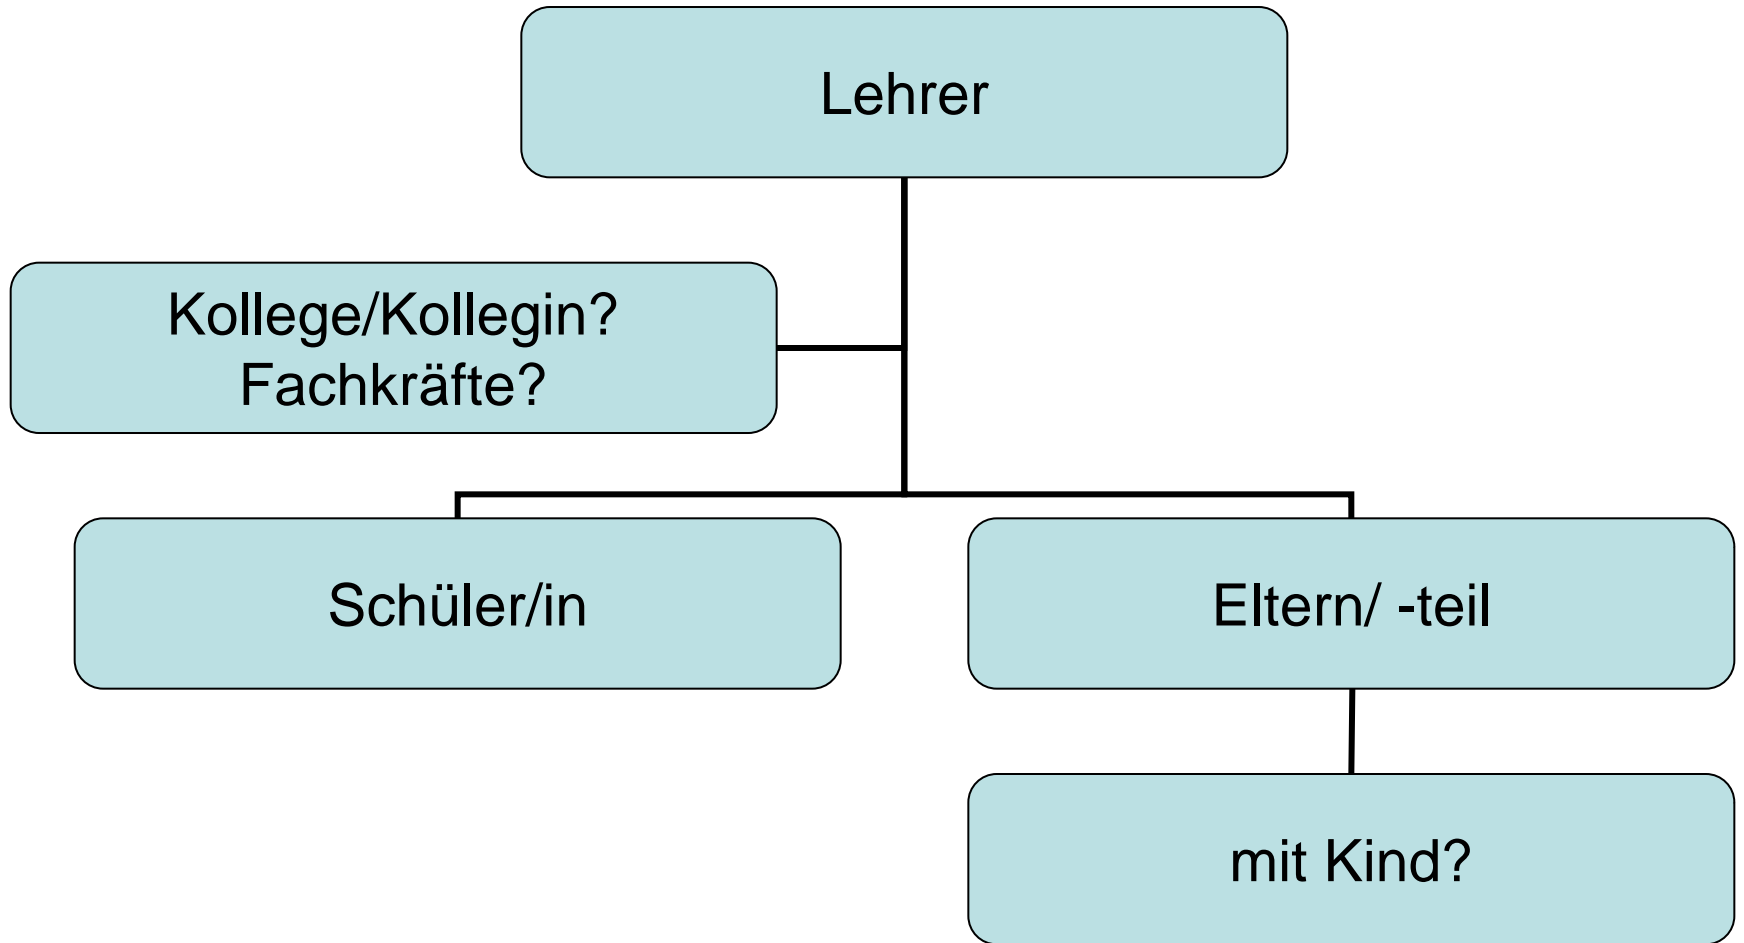 Lehrer
Kollege/Kollegin?
Fachkräfte?
Schüler/in
Eltern/ -teil
mit Kind?